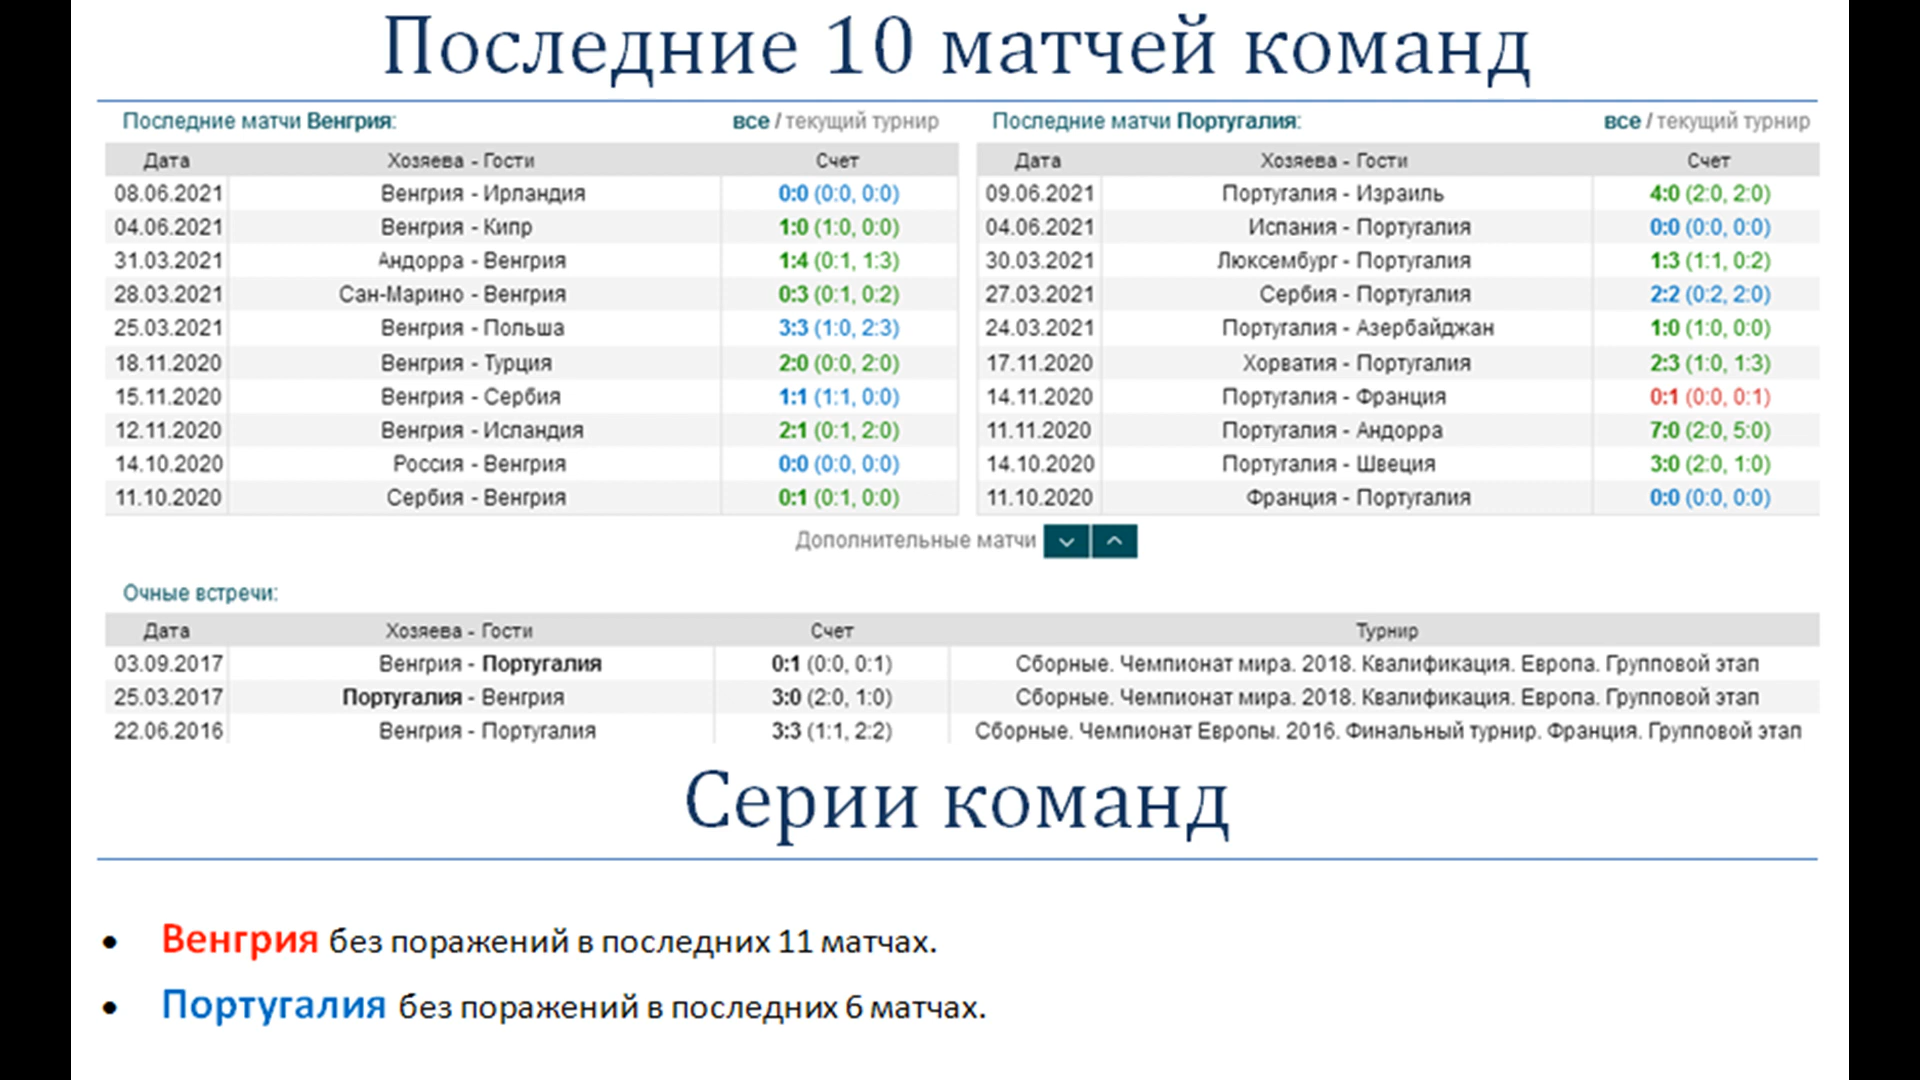 Последние 10 матчей команд
Последние матчи Венгрия: все / текущий турнир
Дата Хозяева - Гости Счет
08.06.2021 Венгрия - Ирландия 0:0 (0:0, 0:0)
04.06.2021 Венгрия - Кипр 1:0 (1:0, 0:0)
31.03.2021 Андорра - Венгрия 1:4 (0:1, 1:3)
28.03.2021 Сан-Марино - Венгрия 0:3 (0:1, 0:2)
25.03.2021 Венгрия - Польша 3:3 (1:0, 2:3)
18.11.2020 Венгрия - Турция 2:0 (0:0, 2:0)
15.11.2020 Венгрия - Сербия 1:1 (1:1, 0:0)
12.11.2020 Венгрия - Исландия 2:1 (0:1, 2:0)
14.10.2020 Россия - Венгрия 0:0 (0:0, 0:0)
11.10.2020 Сербия - Венгрия 0:1 (0:1, 0:0)
Последние матчи Португалия: все / текущий турнир
Дата Хозяева - Гости Счет
09.06.2021 Португалия - Израиль 4:0 (2:0, 2:0)
04.06.2021 Испания - Португалия 0:0 (0:0, 0:0)
30.03.2021 Люксембург - Португалия 1:3 (1:1, 0:2)
27.03.2021 Сербия - Португалия 2:2 (0:2, 2:0)
24.03.2021 Португалия - Азербайджан 1:0 (1:0, 0:0)
17.11.2020 Хорватия - Португалия 2:3 (1:0, 1:3)
14.11.2020 Португалия - Франция 0:1 (0:0, 0:1)
11.11.2020 Португалия - Андорра 7:0 (2:0, 5:0)
14.10.2020 Португалия - Швеция 3:0 (2:0, 1:0)
11.10.2020 Франция - Португалия 0:0 (0:0, 0:0)
Дополнительные матчи
Очные встречи:
Дата Хозяева - Гости Счет Турнир
03.09.2017 Венгрия - Португалия 0:1 (0:0, 0:1) Сборные. Чемпионат мира. 2018. Квалификация. Европа. Групповой этап
25.03.2017 Португалия - Венгрия 3:0 (2:0, 1:0) Сборные. Чемпионат мира. 2018. Квалификация. Европа. Групповой этап
22.06.2016 Венгрия - Португалия 3:3 (1:1, 2:2) Сборные. Чемпионат Европы. 2016. Финальный турнир. Франция. Групповой этап
Серии команд
• Венгрия без поражений в последних 11 матчах.
• Португалия без поражений в последних 6 матчах.